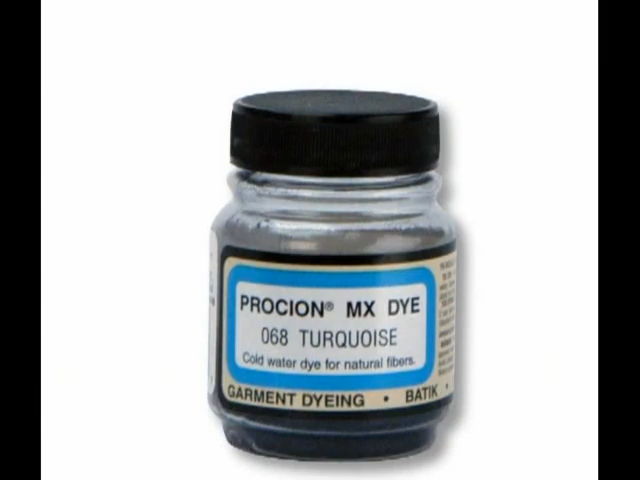 PROCION® MX DYE
068 TURQUOISE
Cold water dye for natural fibers.
GARMENT DYEING • BATIK •